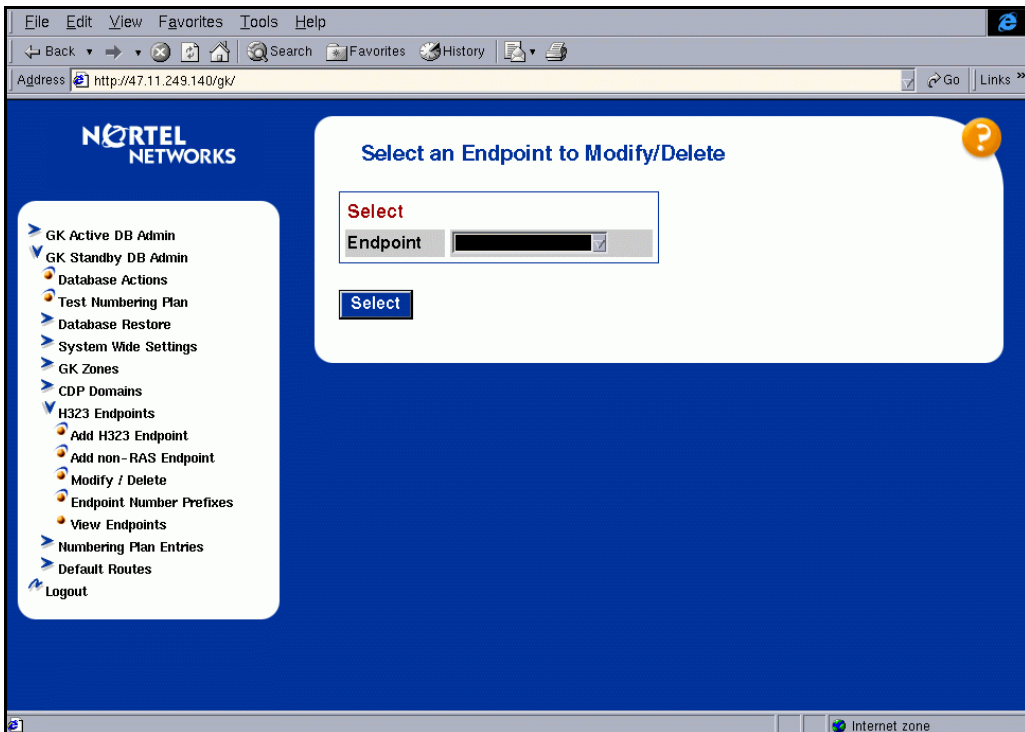 File Edit View Favorites Tools Help
Back Search Favorites History
Address http://47.11.249.140/gk/ Go Links »
NORTEL
NETWORKS
GK Active DB Admin
GK Standby DB Admin
Database Actions
Test Numbering Plan
Database Restore
System Wide Settings
GK Zones
CDP Domains
H323 Endpoints
Add H323 Endpoint
Add non-RAS Endpoint
Modify / Delete
Endpoint Number Prefixes
View Endpoints
Numbering Plan Entries
Default Routes
Logout
Select an Endpoint to Modify/Delete
?
Select
Endpoint
Select
Internet zone